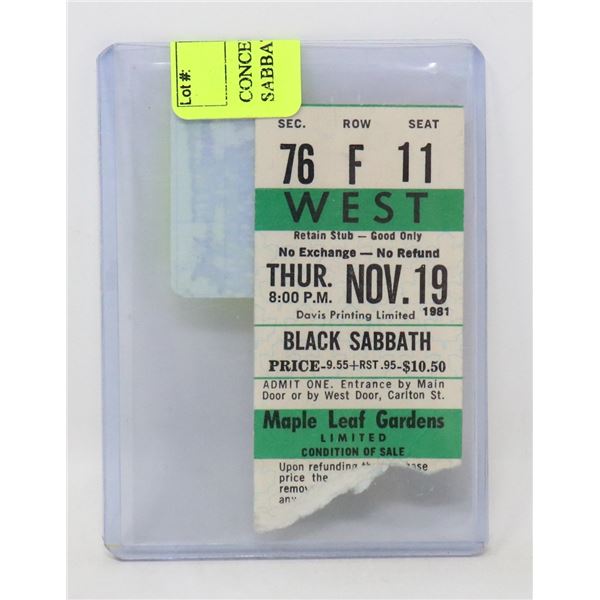 Lot #:
CONCE
SABBA
SEC. ROW SEAT
76 F 11
WEST
Retain Stub — Good Only
No Exchange — No Refund
THUR. NOV. 19
8:00 P.M.
Davis Printing Limited 1981
BLACK SABBATH
PRICE-9.55+RST.95-$10.50
ADMIT ONE. Entrance by Main
Door or by West Door, Carlton St.
Maple Leaf Gardens
LIMITED
CONDITION OF SALE
Upon refunding
price the
remov
any